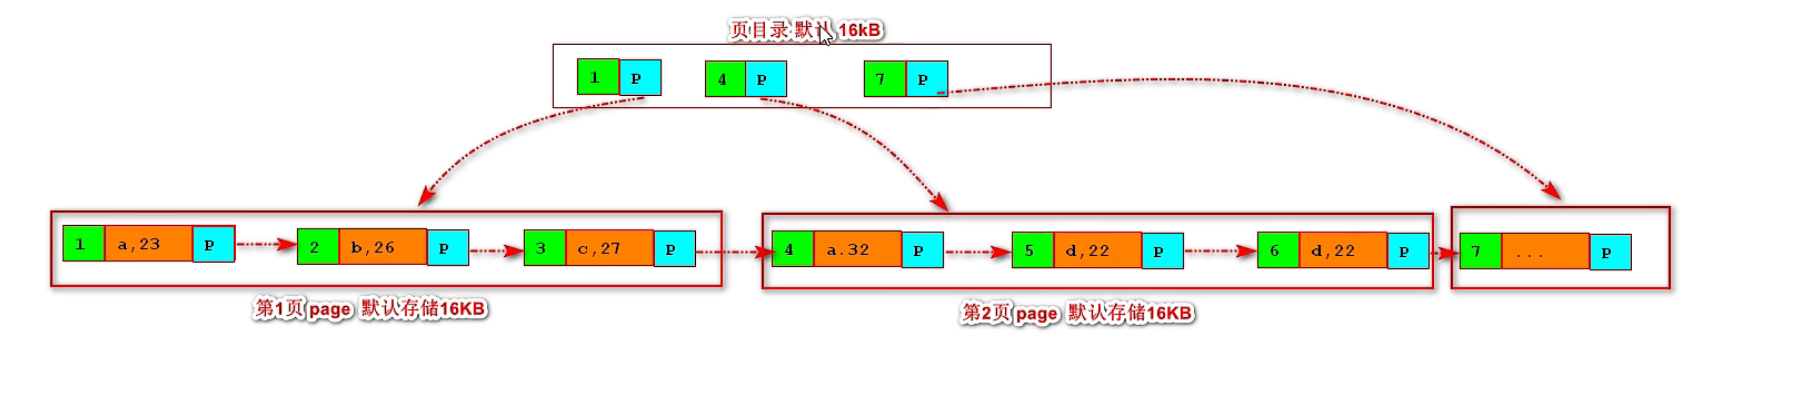 页目录 默认 16kB
1 P 4 P 7 P
1 a,23 P 2 b,26 P 3 c,27 P 4 a.32 P 5 d,22 P 6 d,22 P 7 ... P
第1页 page 默认存储16KB
第2页 page 默认存储16KB